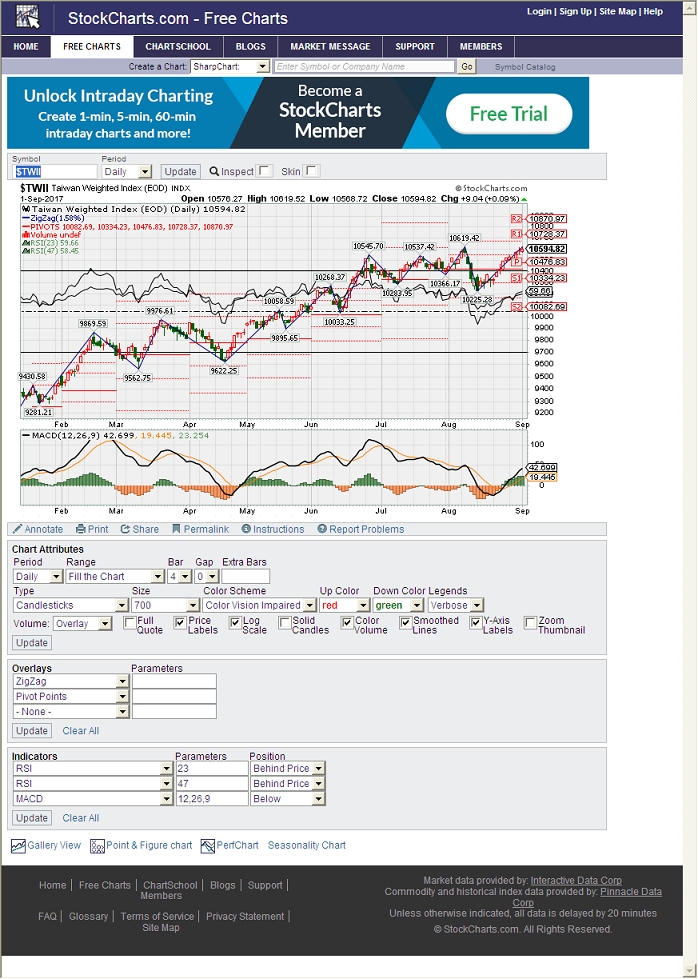 StockCharts.com - Free Charts
Login | Sign Up | Site Map | Help
HOME FREE CHARTS CHARTSCHOOL BLOGS MARKET MESSAGE SUPPORT MEMBERS
Create a Chart: SharpChart: Enter Symbol or Company Name Go Symbol Catalog
Unlock Intraday Charting
Create 1-min, 5-min, 60-min
intraday charts and more!
Become a
StockCharts
Member
Free Trial
Symbol Period
$TWII Daily Update Inspect Skin
$TWII Taiwan Weighted Index (EOD) INDX © StockCharts.com
1-Sep-2017 Open 10576.27 High 10619.52 Low 10568.72 Close 10594.82 Chg +9.04 (+0.09%)
Taiwan Weighted Index (EOD) (Daily) 10594.82
ZigZag(1.58%)
PIVOTS 10082.69, 10334.23, 10476.83, 10728.37, 10870.97
Volume undef
RSI(23) 59.66
RSI(47) 58.45
R2 10870.97
R1 10728.37
10594.82
P 10476.83
10400
S1 10334.23
59.66
S2 10082.69
10000
9900
9800
9700
9600
9500
9400
9300
9200
10619.42
10545.70
10537.42
10366.17
10283.95
10225.28
10268.37
10058.59
10033.25
9976.61
9895.65
9869.59
9622.25
9562.75
9430.58
9281.21
Feb Mar Apr May Jun Jul Aug Sep
MACD(12,26,9) 42.699, 19.445, 23.254
100
42.699
19.445
0
Feb Mar Apr May Jun Jul Aug Sep
Annotate Print Share Permalink Instructions Report Problems
Chart Attributes
Period Range Bar Gap Extra Bars
Daily Fill the Chart 4 0
Type Size Color Scheme Up Color Down Color Legends
Candlesticks 700 Color Vision Impaired red green Verbose
Volume: Overlay Full Quote Price Labels Log Scale Solid Candles Color Volume Smoothed Lines Y-Axis Labels Zoom Thumbnail
Update
Overlays Parameters
ZigZag
Pivot Points
- None -
Update Clear All
Indicators Parameters Position
RSI 23 Behind Price
RSI 47 Behind Price
MACD 12,26,9 Below
Update Clear All
Gallery View Point & Figure chart PerfChart Seasonality Chart
Home | Free Charts | ChartSchool | Blogs | Support |
Members
FAQ | Glossary | Terms of Service | Privacy Statement |
Site Map
Market data provided by: Interactive Data Corp
Commodity and historical index data provided by: Pinnacle Data
Corp
Unless otherwise indicated, all data is delayed by 20 minutes
© StockCharts.com. All Rights Reserved.